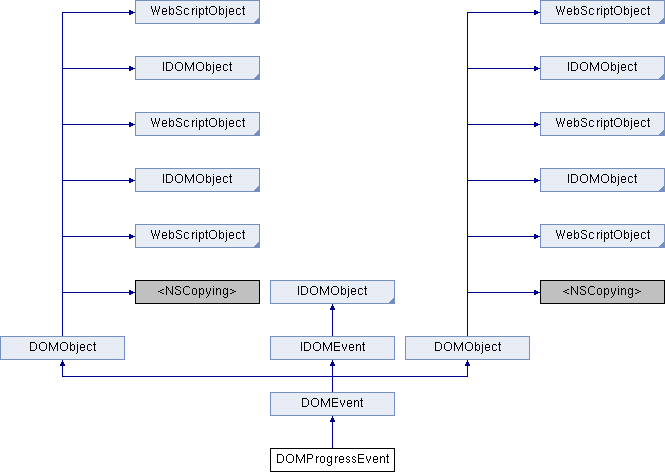 WebScriptObject WebScriptObject
IDOMObject IDOMObject
WebScriptObject WebScriptObject
IDOMObject IDOMObject
WebScriptObject WebScriptObject
<NSCopying> IDOMObject <NSCopying>
DOMObject IDOMEvent DOMObject
DOMEvent
DOMProgressEvent